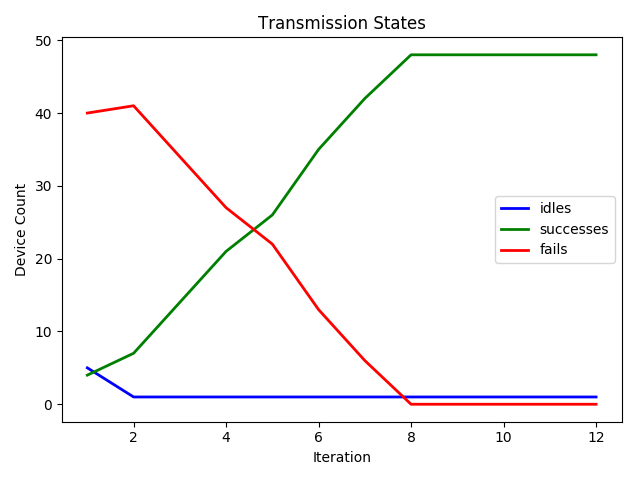 Transmission States
Device Count
50
40
30
20
10
0
idles
successes
fails
2
4
6
8
10
12
Iteration